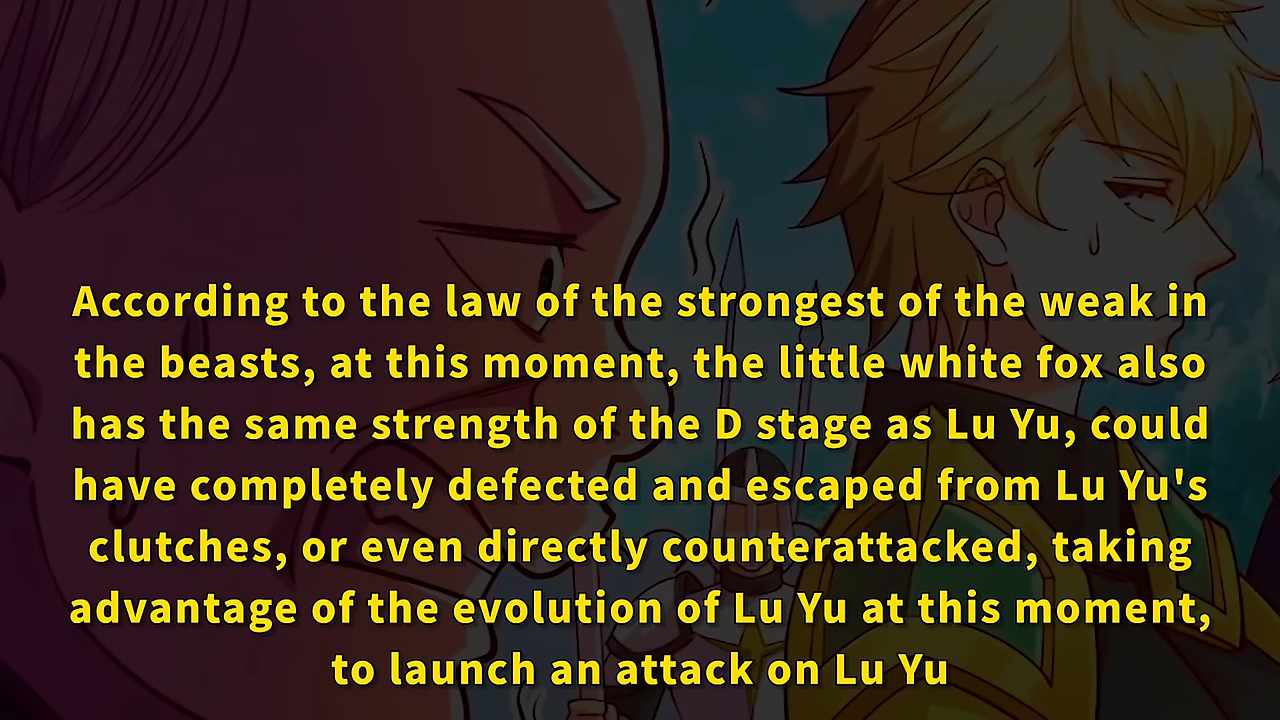 According to the law of the strongest of the weak in
the beasts, at this moment, the little white fox also
has the same strength of the D stage as Lu Yu, could
have completely defected and escaped from Lu Yu's
clutches, or even directly counterattacked, taking
advantage of the evolution of Lu Yu at this moment,
to launch an attack on Lu Yu